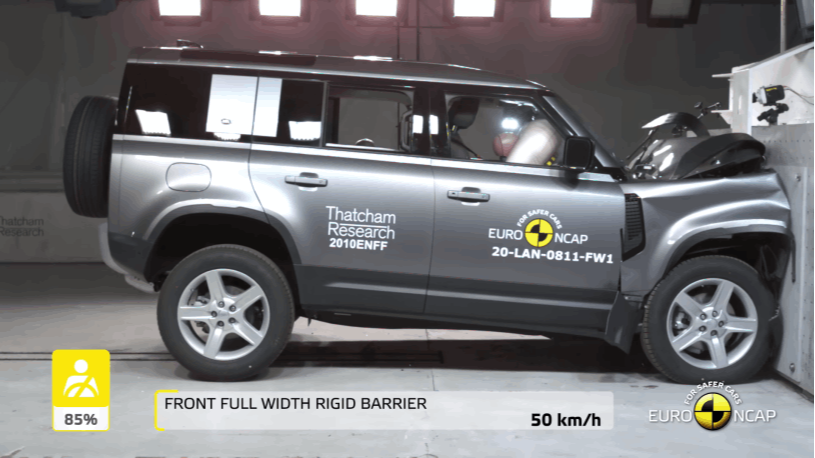 Thatcham
Research
Thatcham
Research
2010ENFF
FOR SAFER CARS
EURO NCAP
20-LAN-0811-FW1
85%
FRONT FULL WIDTH RIGID BARRIER
50 km/h
FOR SAFER CARS
EURO NCAP